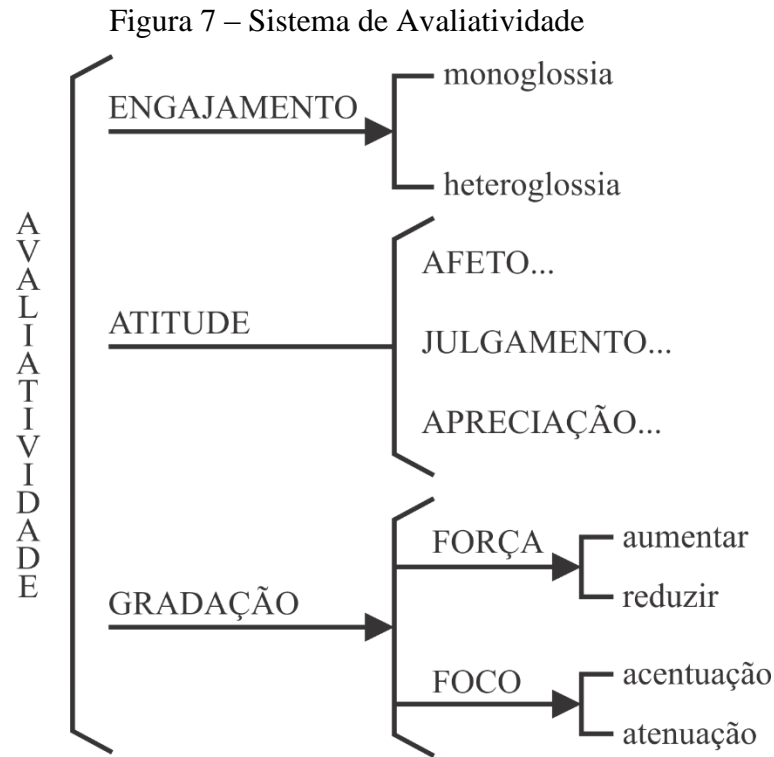 Figura 7 – Sistema de Avaliatividade
AVALIATIVIDADE
ENGAJAMENTO
monoglossia
heteroglossia
ATITUDE
AFETO...
JULGAMENTO...
APRECIAÇÃO...
GRADAÇÃO
FORÇA
aumentar
reduzir
FOCO
acentuação
atenuação